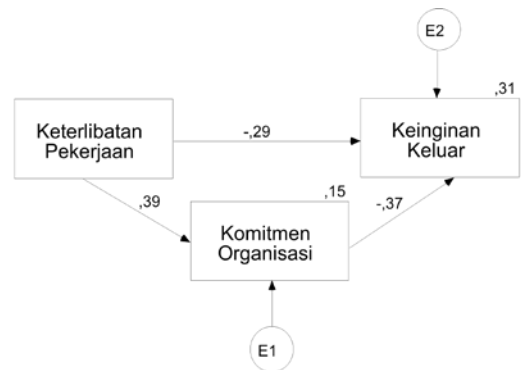 E2
,31
Keterlibatan
Pekerjaan
-,29
Keinginan
Keluar
,39
,15
-,37
Komitmen
Organisasi
E1